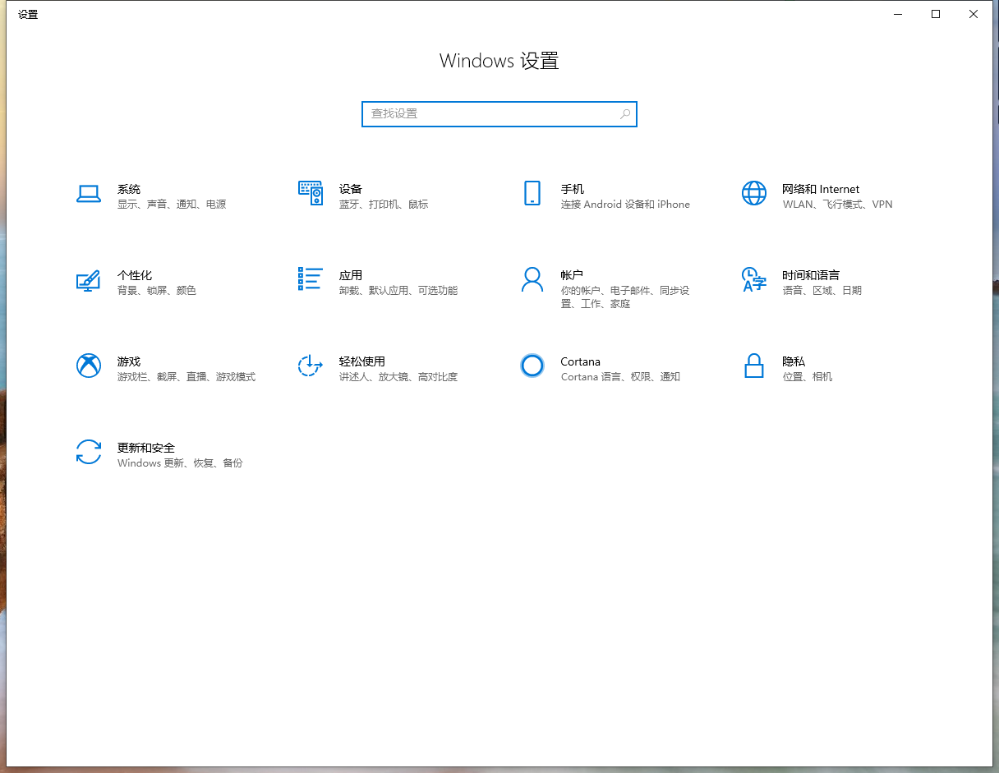 设置
Windows 设置
查找设置
系统
显示、声音、通知、电源
设备
蓝牙、打印机、鼠标
手机
连接 Android 设备和 iPhone
网络和 Internet
WLAN、飞行模式、VPN
个性化
背景、锁屏、颜色
应用
卸载、默认应用、可选功能
帐户
你的帐户、电子邮件、同步设
置、工作、家庭
时间和语言
语音、区域、日期
游戏
游戏栏、截屏、直播、游戏模式
轻松使用
讲述人、放大镜、高对比度
Cortana
Cortana 语言、权限、通知
隐私
位置、相机
更新和安全
Windows 更新、恢复、备份